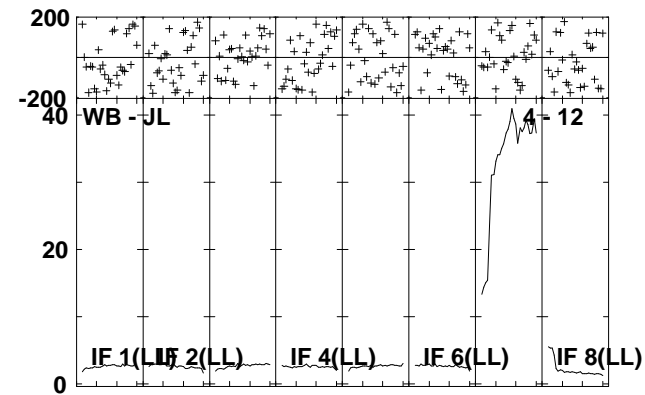 200
-200
40
WB - JL
4 - 12
20
IF 1(LL)
IF 2(LL)
IF 4(LL)
IF 6(LL)
IF 8(LL)
0